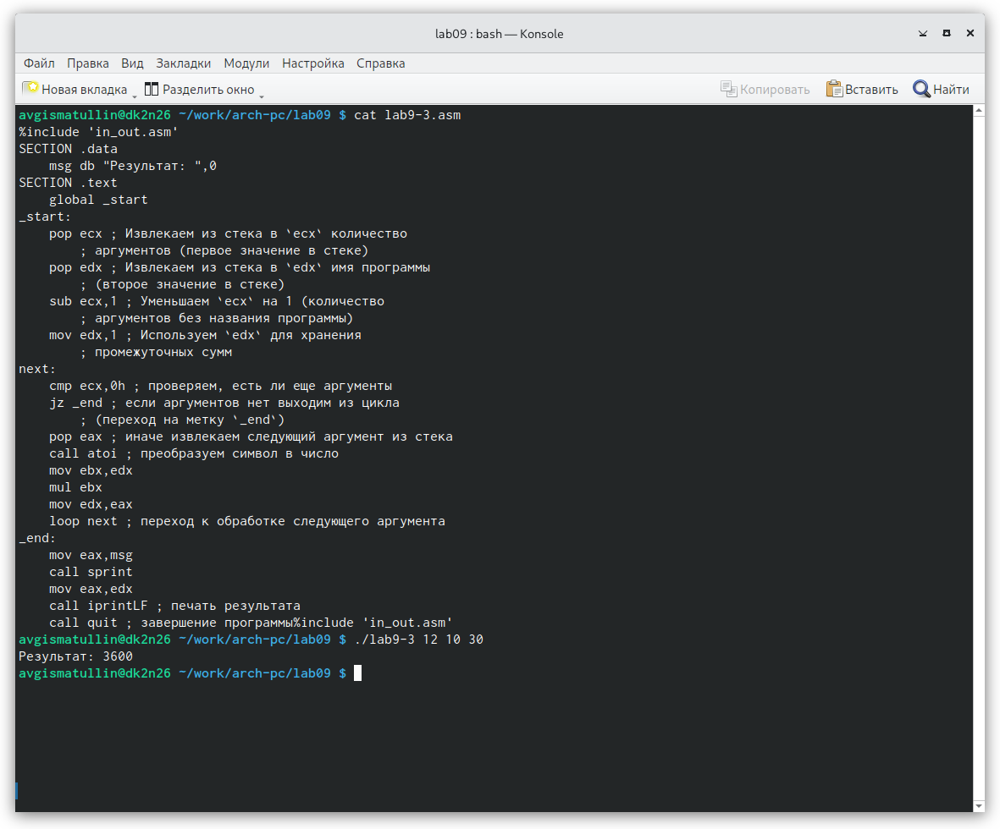 lab09 : bash — Konsole
Файл Правка Вид Закладки Модули Настройка Справка
Новая вкладка Разделить окно Копировать Вставить Найти
avgismatullin@dk2n26 ~/work/arch-pc/lab09 $ cat lab9-3.asm
%include 'in_out.asm'
SECTION .data
    msg db "Результат: ",0
SECTION .text
    global _start
_start:
    pop ecx ; Извлекаем из стека в `ecx` количество
        ; аргументов (первое значение в стеке)
    pop edx ; Извлекаем из стека в `edx` имя программы
        ; (второе значение в стеке)
    sub ecx,1 ; Уменьшаем `ecx` на 1 (количество
        ; аргументов без названия программы)
    mov edx,1 ; Используем `edx` для хранения
        ; промежуточных сумм
next:
    cmp ecx,0h ; проверяем, есть ли еще аргументы
    jz _end ; если аргументов нет выходим из цикла
        ; (переход на метку `_end`)
    pop eax ; иначе извлекаем следующий аргумент из стека
    call atoi ; преобразуем символ в число
    mov ebx,edx
    mul ebx
    mov edx,eax
    loop next ; переход к обработке следующего аргумента
_end:
    mov eax,msg
    call sprint
    mov eax,edx
    call iprintLF ; печать результата
    call quit ; завершение программы%include 'in_out.asm'
avgismatullin@dk2n26 ~/work/arch-pc/lab09 $ ./lab9-3 12 10 30
Результат: 3600
avgismatullin@dk2n26 ~/work/arch-pc/lab09 $